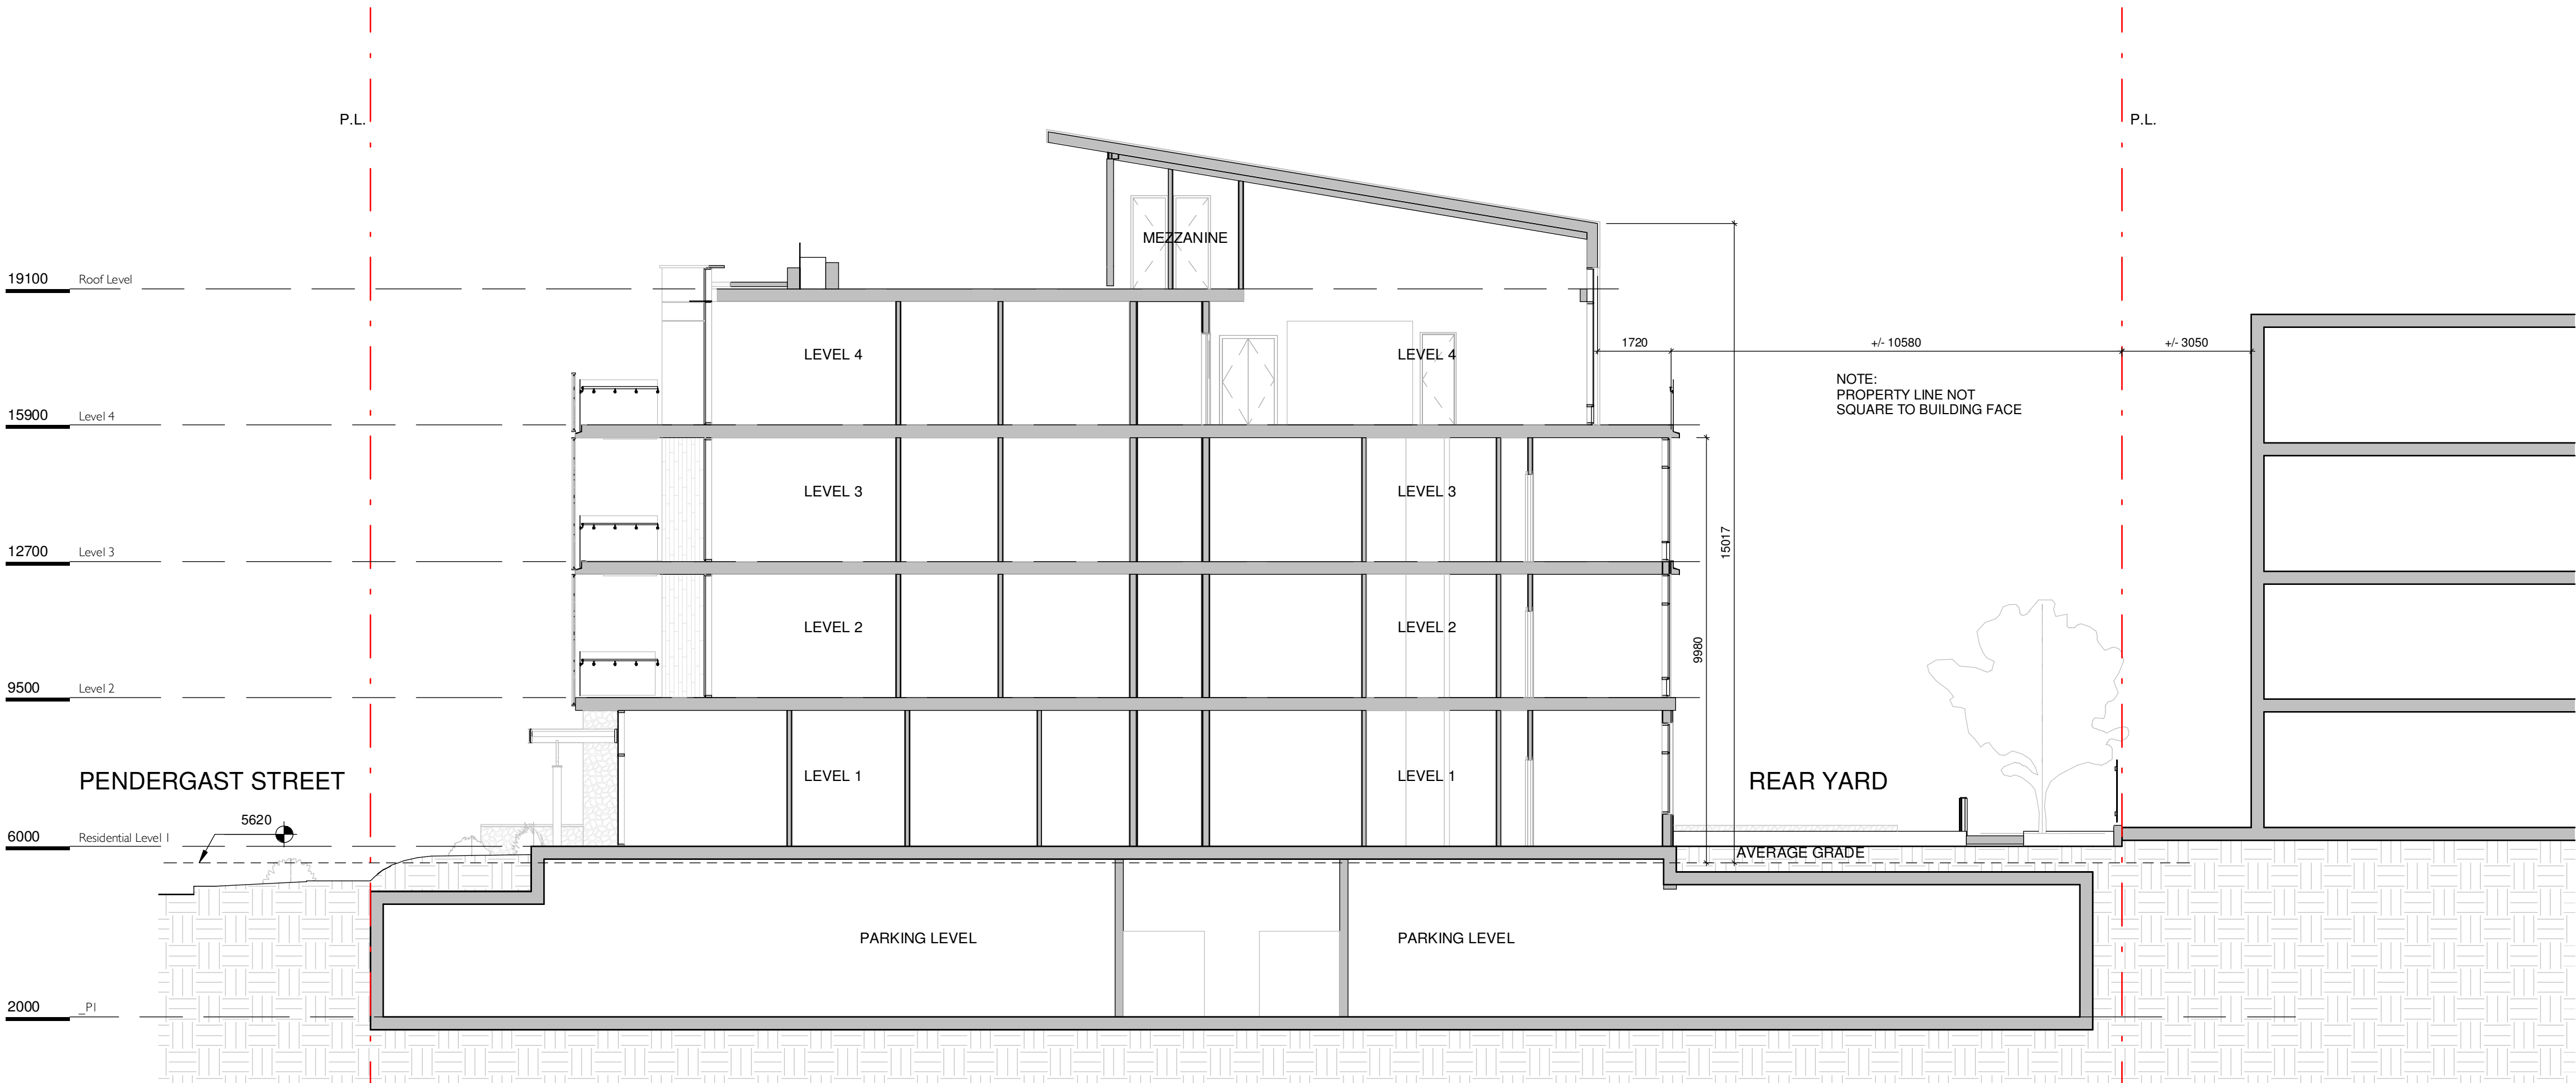 P.L.
P.L.
MEZZANINE
19100 Roof Level
1720
+/- 10580
+/- 3050
LEVEL 4
LEVEL 4
NOTE:
PROPERTY LINE NOT
SQUARE TO BUILDING FACE
15900 Level 4
LEVEL 3
LEVEL 3
15017
12700 Level 3
LEVEL 2
LEVEL 2
9980
9500 Level 2
PENDERGAST STREET
LEVEL 1
LEVEL 1
REAR YARD
5620
6000 Residential Level 1
AVERAGE GRADE
PARKING LEVEL
PARKING LEVEL
2000 _P1